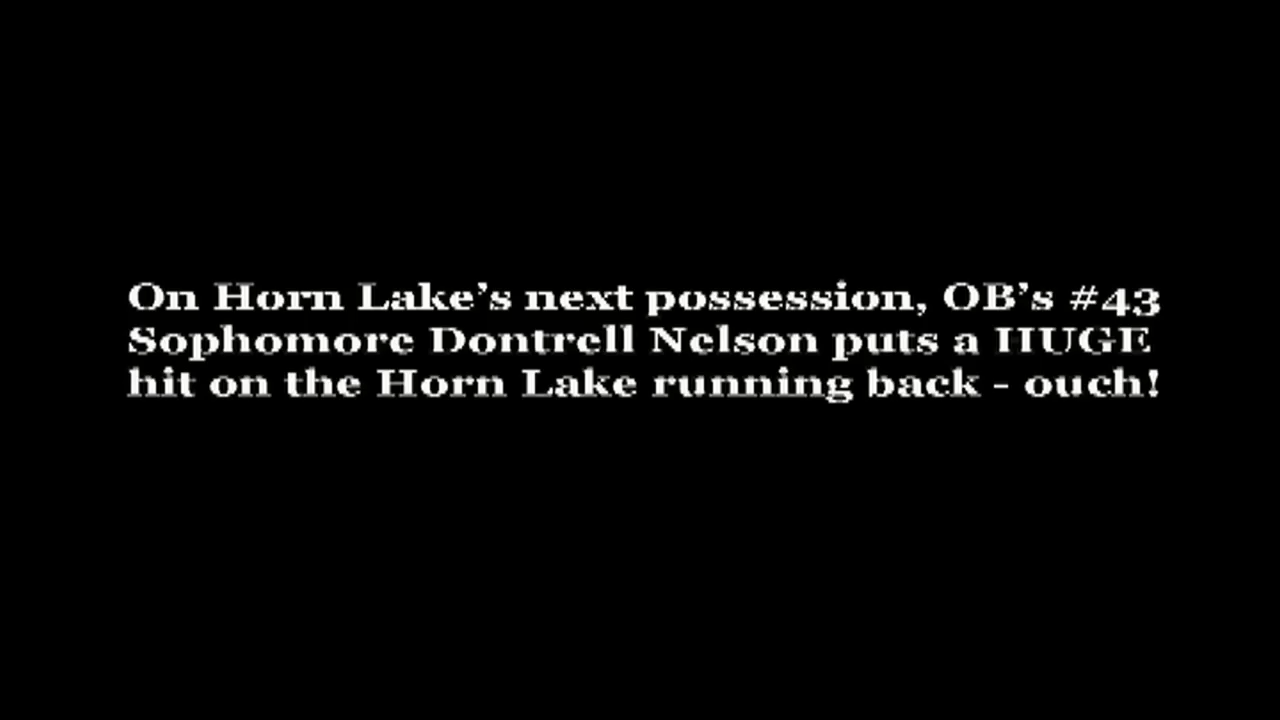 On Horn Lake’s next possession, OB’s #43
Sophomore Dontrell Nelson puts a HUGE
hit on the Horn Lake running back - ouch!